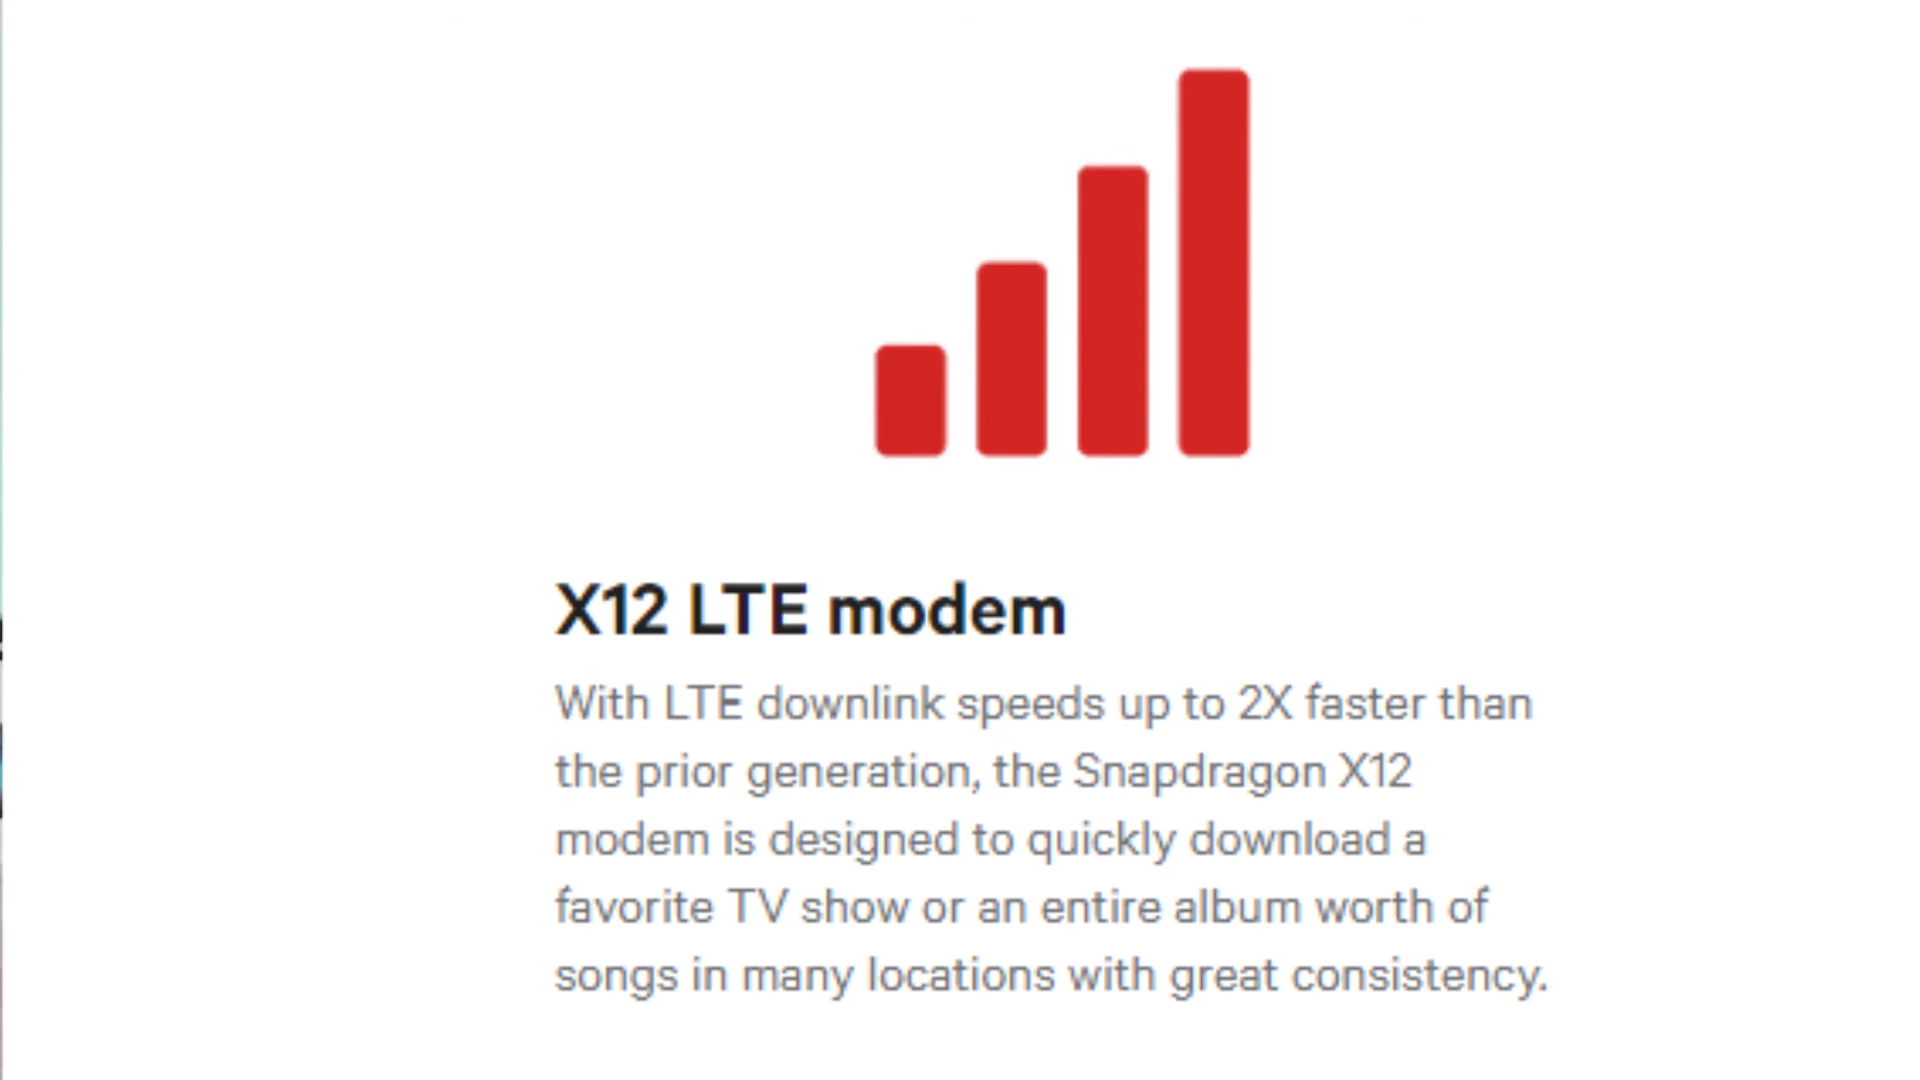 X12 LTE modem
With LTE downlink speeds up to 2X faster than
the prior generation, the Snapdragon X12
modem is designed to quickly download a
favorite TV show or an entire album worth of
songs in many locations with great consistency.